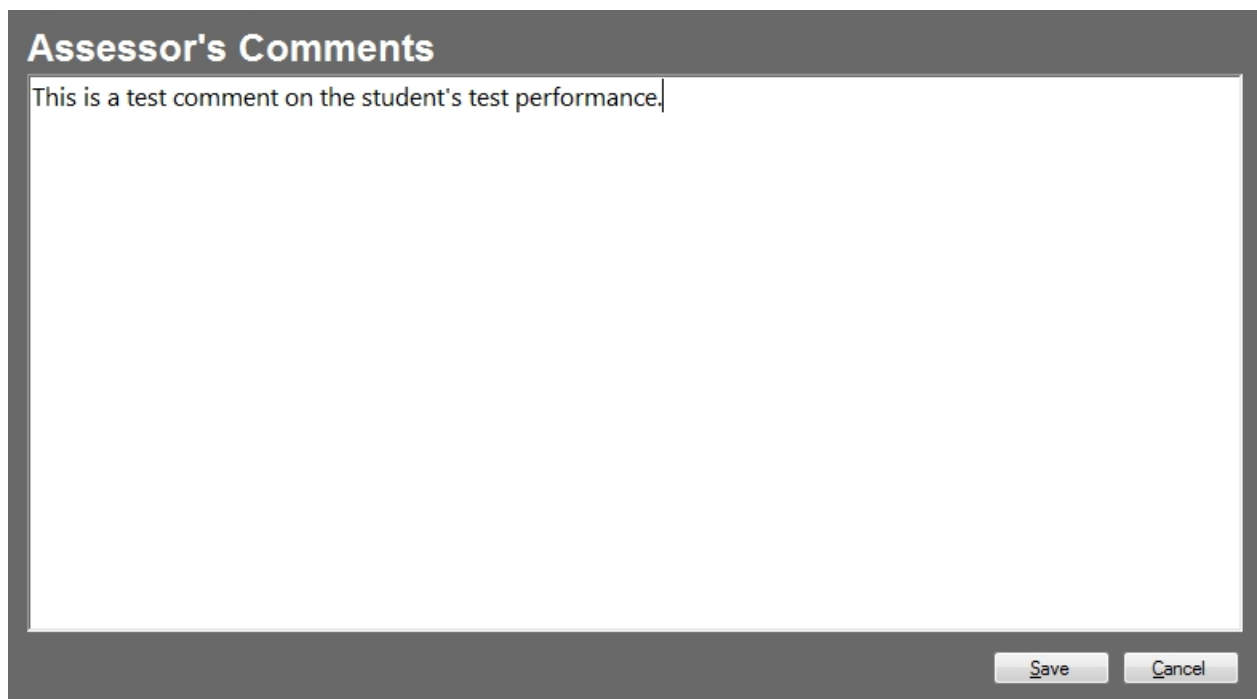 Assessor's Comments
This is a test comment on the student's test performance.
Save Cancel